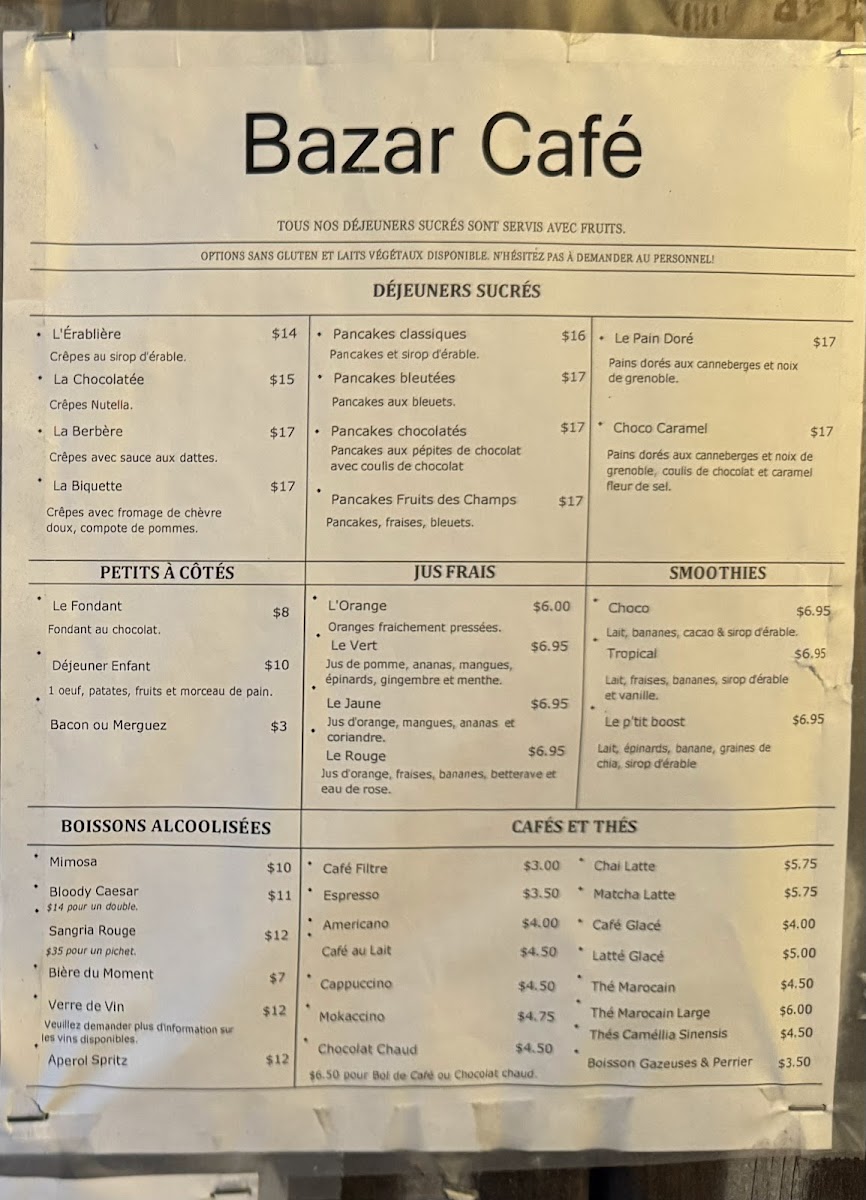 Bazar Café
TOUS NOS DÉJEUNERS SUCRÉS SONT SERVIS AVEC FRUITS.
OPTIONS SANS GLUTEN ET LAITS VÉGÉTAUX DISPONIBLE. N'HÉSITEZ PAS À DEMANDER AU PERSONNEL!
DÉJEUNERS SUCRÉS
• L'Érablière $14
Crêpes au sirop d'érable.
• La Chocolatée $15
Crêpes Nutella.
• La Berbère $17
Crêpes avec sauce aux dattes.
• La Biquette $17
Crêpes avec fromage de chèvre
doux, compote de pommes.
• Pancakes classiques $16
Pancakes et sirop d'érable.
• Pancakes bleutées $17
Pancakes aux bleuets.
• Pancakes chocolatés $17
Pancakes aux pépites de chocolat
avec coulis de chocolat
• Pancakes Fruits des Champs $17
Pancakes, fraises, bleuets.
• Le Pain Doré $17
Pains dorés aux canneberges et noix
de grenoble.
• Choco Caramel $17
Pains dorés aux canneberges et noix de
grenoble, coulis de chocolat et caramel
fleur de sel.
PETITS À CÔTÉS
• Le Fondant $8
Fondant au chocolat.
• Déjeuner Enfant $10
1 oeuf, patates, fruits et morceau de pain.
• Bacon ou Merguez $3
JUS FRAIS
• L'Orange $6.00
Oranges fraichement pressées.
• Le Vert $6.95
Jus de pomme, ananas, mangues,
épinards, gingembre et menthe.
• Le Jaune $6.95
Jus d'orange, mangues, ananas et
coriandre.
• Le Rouge $6.95
Jus d'orange, fraises, bananes, betterave et
eau de rose.
SMOOTHIES
• Choco $6.95
Lait, bananes, cacao & sirop d'érable.
• Tropical $6.95
Lait, fraises, bananes, sirop d'érable
et vanille.
• Le p'tit boost $6.95
Lait, épinards, banane, graines de
chia, sirop d'érable
BOISSONS ALCOOLISÉES
• Mimosa $10
• Bloody Caesar $11
$14 pour un double.
• Sangria Rouge $12
$35 pour un pichet.
• Bière du Moment $7
• Verre de Vin $12
Veuillez demander plus d'information sur
les vins disponibles.
• Aperol Spritz $12
CAFÉS ET THÉS
• Café Filtre $3.00
• Espresso $3.50
• Americano $4.00
• Café au Lait $4.50
• Cappuccino $4.50
• Mokaccino $4.75
• Chocolat Chaud $4.50
$6.50 pour Bol de Café ou Chocolat chaud.
• Chai Latte $5.75
• Matcha Latte $5.75
• Café Glacé $4.00
• Latté Glacé $5.00
• Thé Marocain $4.50
• Thé Marocain Large $6.00
• Thés Caméllia Sinensis $4.50
• Boisson Gazeuses & Perrier $3.50